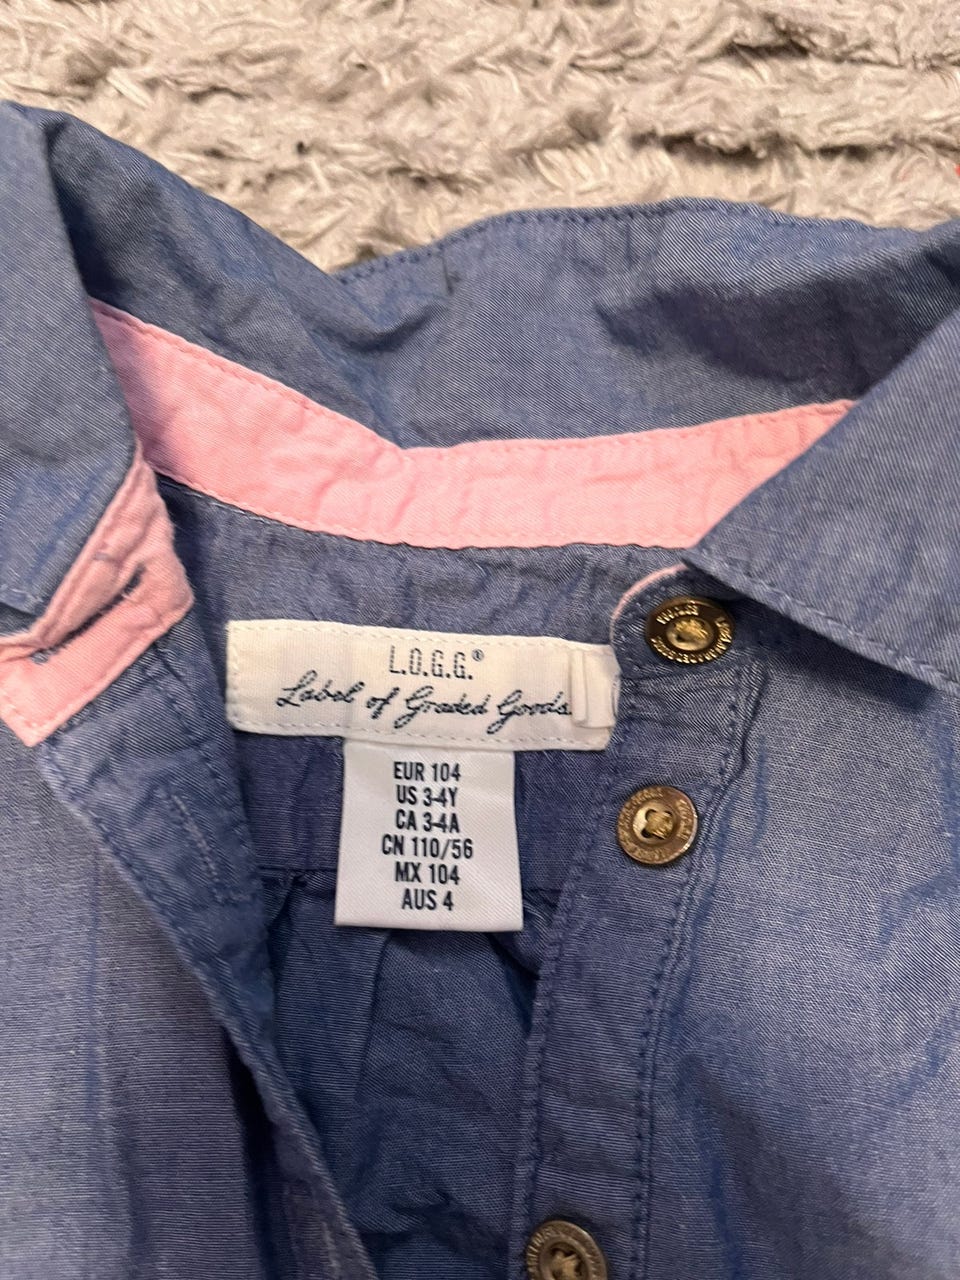 L.O.G.G.®
Label of Graded Goods.
EUR 104
US 3-4Y
CA 3-4A
CN 110/56
MX 104
AUS 4